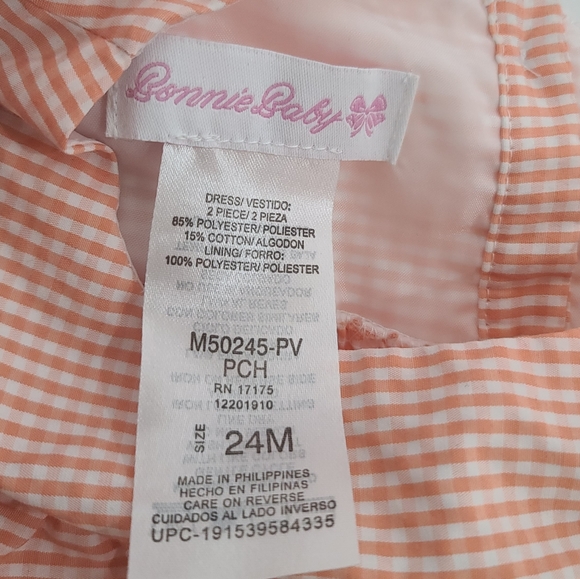 Bonnie Baby
DRESS/ VESTIDO:
2 PIECE/ 2 PIEZA
85% POLYESTER/ POLIESTER
15% COTTON/ ALGODON
LINING/ FORRO:
100% POLYESTER/ POLIESTER
M50245-PV
PCH
RN 17175
12201910
SIZE 24M
MADE IN PHILIPPINES
HECHO EN FILIPINAS
CARE ON REVERSE
CUIDADOS AL LADO INVERSO
UPC-191539584335